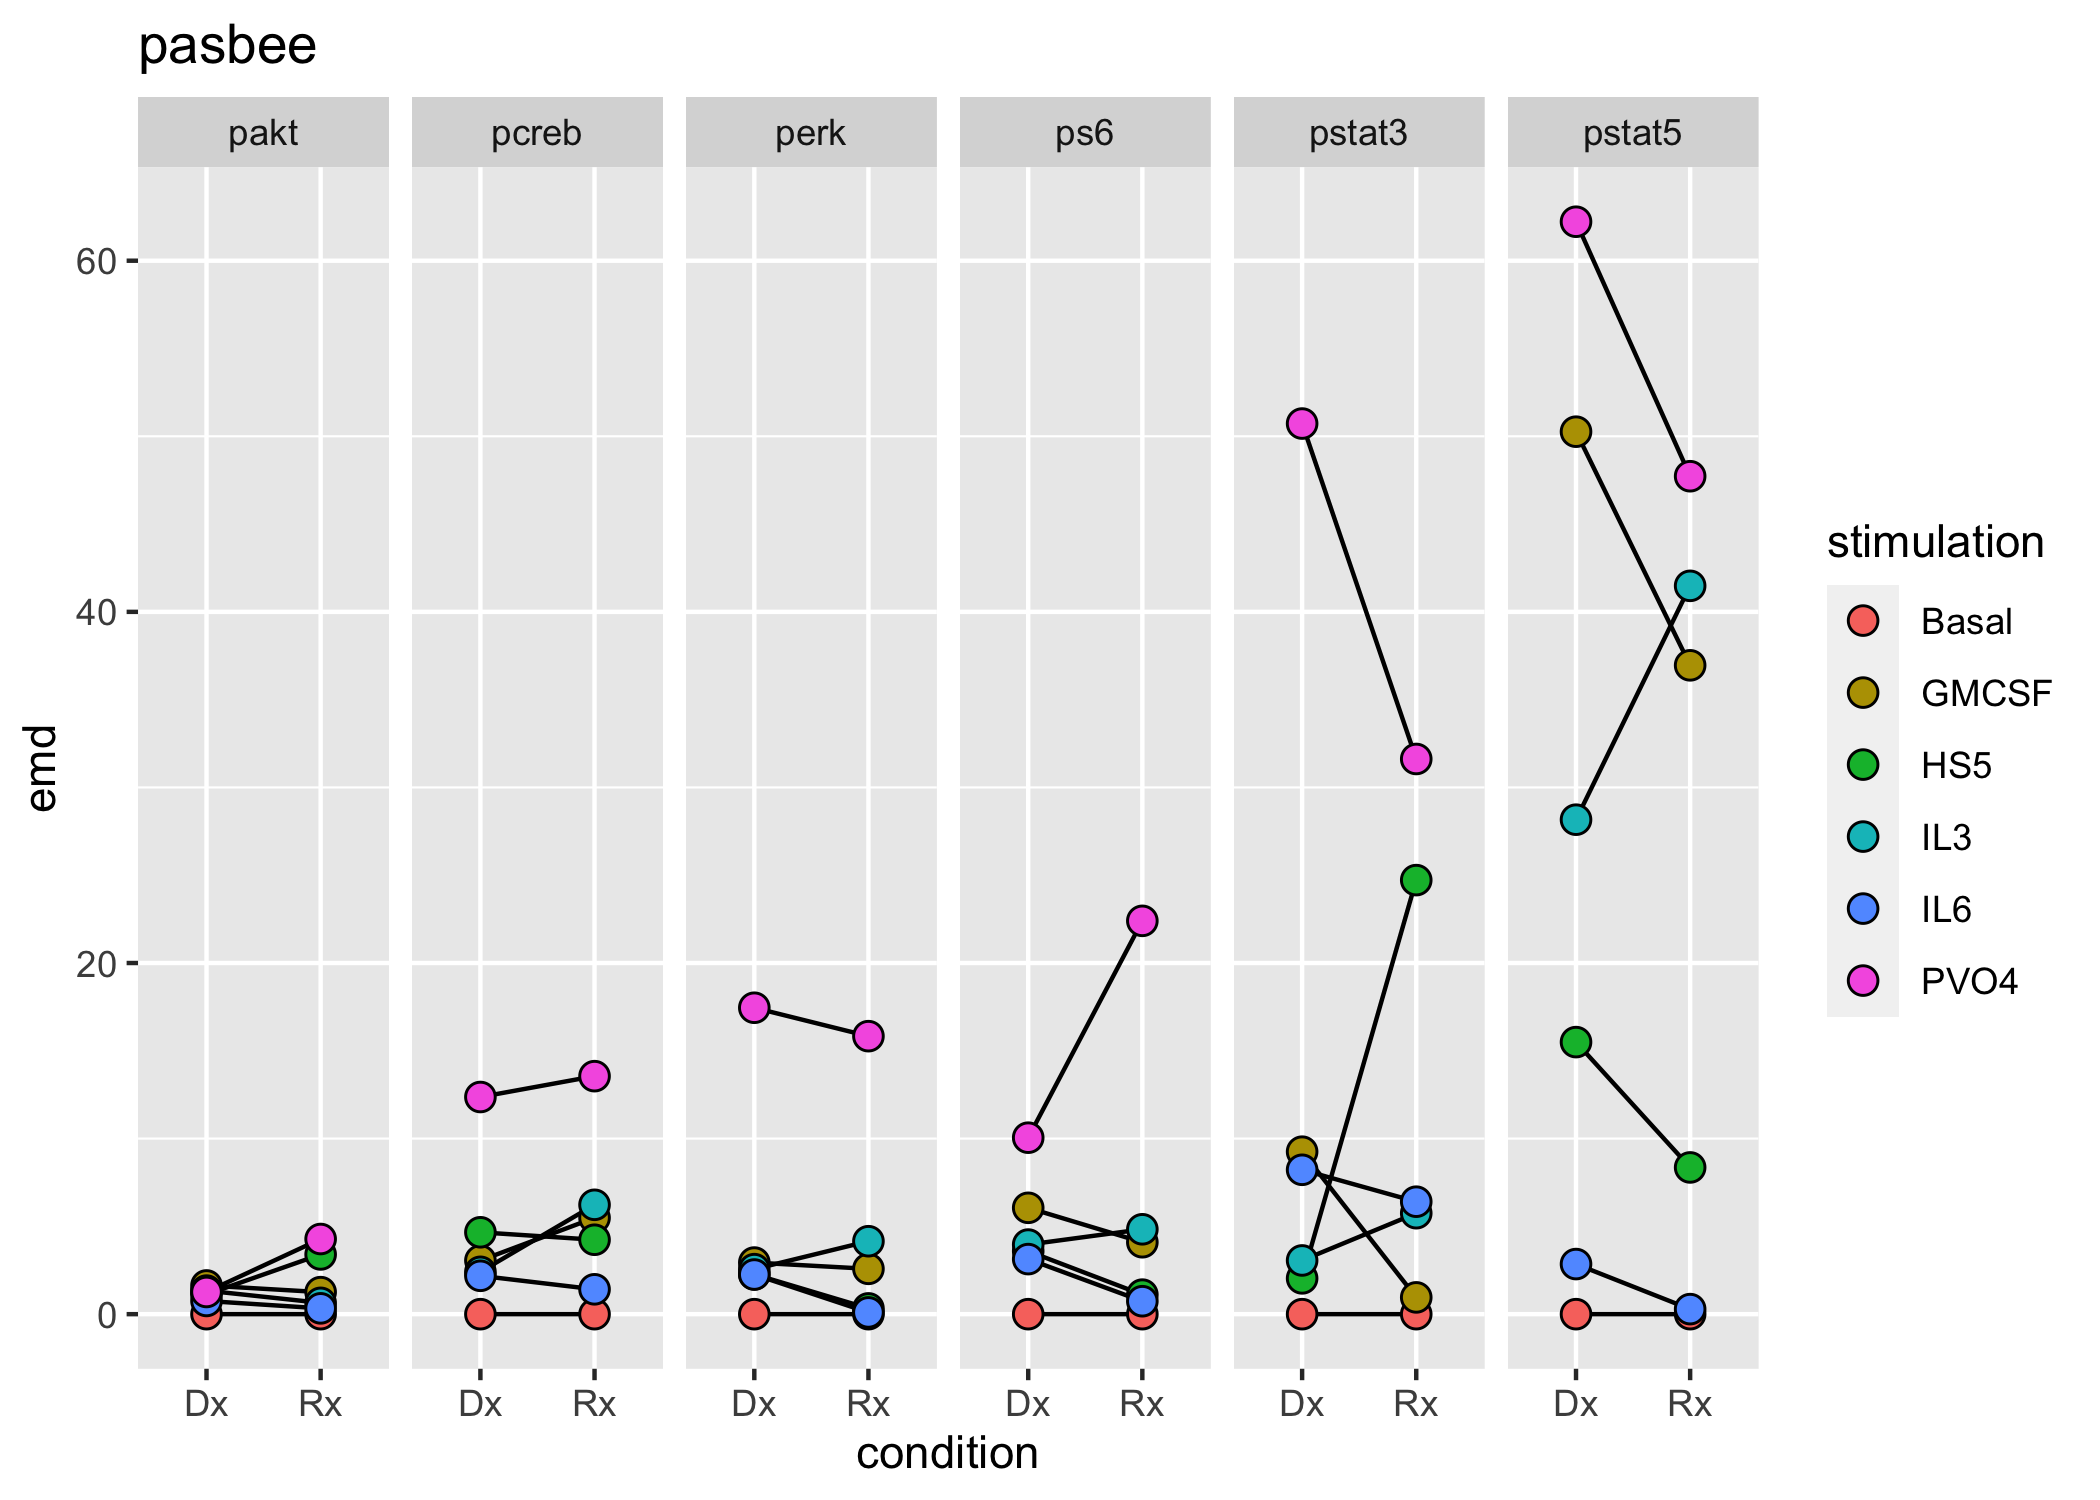 pasbee
pakt pcreb perk ps6 pstat3 pstat5
60
40
20
0
emd
Dx Rx Dx Rx Dx Rx Dx Rx Dx Rx Dx Rx
condition
stimulation
Basal
GMCSF
HS5
IL3
IL6
PVO4